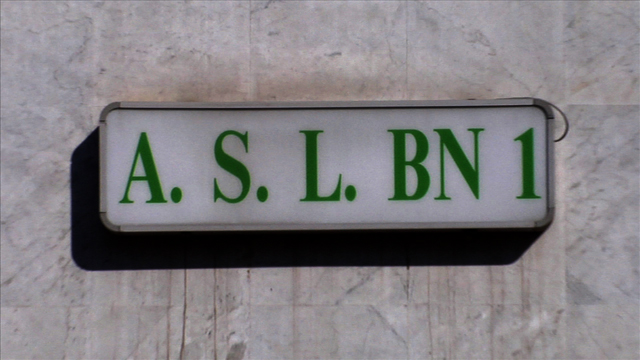 A. S. L. BN 1